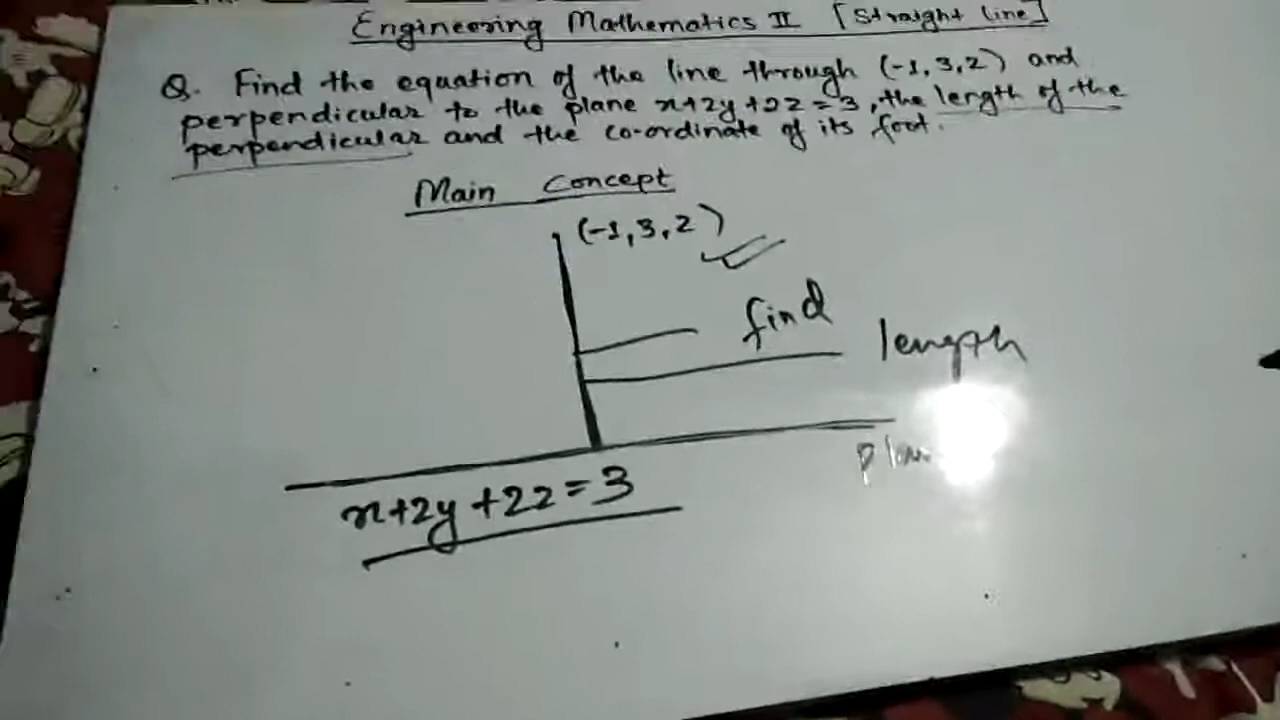 Engineering Mathematics II [Straight line]
Q. Find the equation of the line through (-1,3,2) and
perpendicular to the plane x+2y+2z=3, the length of the
perpendicular and the co-ordinate of its foot.
Main Concept
(-1,3,2)
find
length
x+2y+2z=3